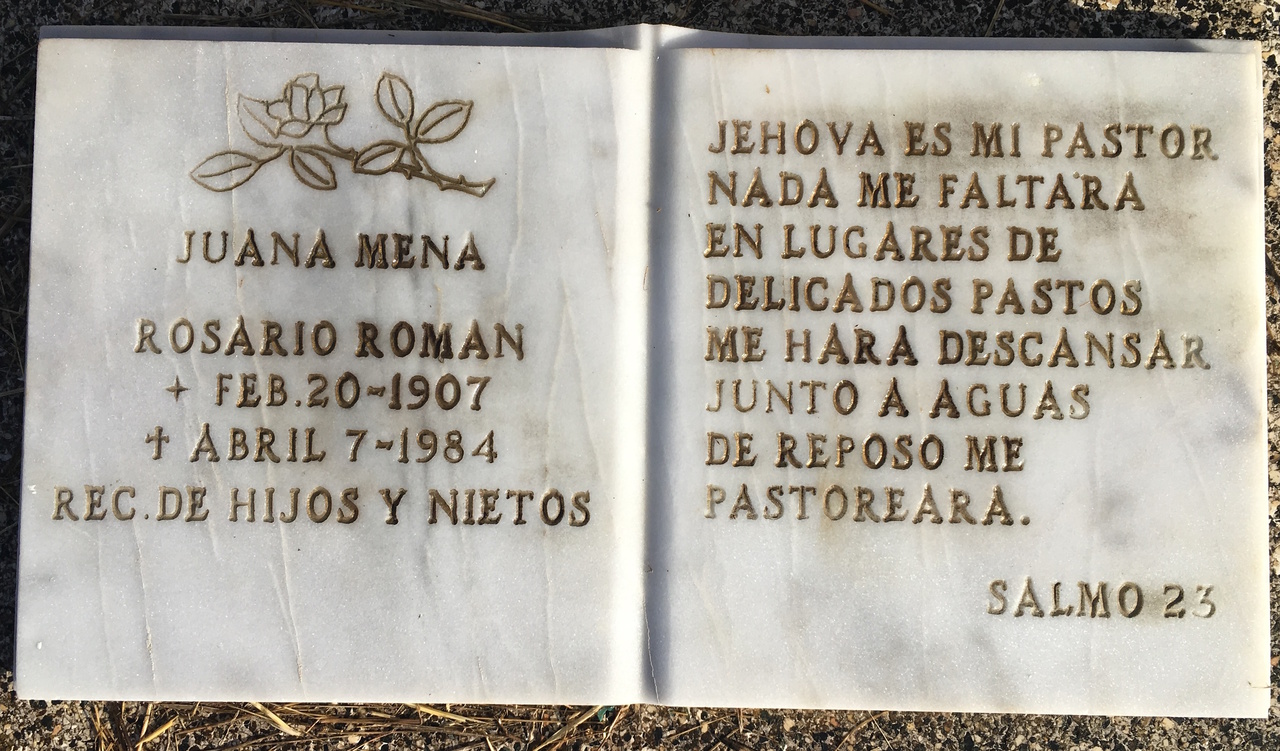 JUANA MENA
ROSARIO ROMAN
+ FEB.20-1907
✝ ABRIL 7-1984
REC.DE HIJOS Y NIETOS
JEHOVA ES MI PASTOR
NADA ME FALTARA
EN LUGARES DE
DELICADOS PASTOS
ME HARA DESCANSAR
JUNTO A AGUAS
DE REPOSO ME
PASTOREARA.
SALMO 23